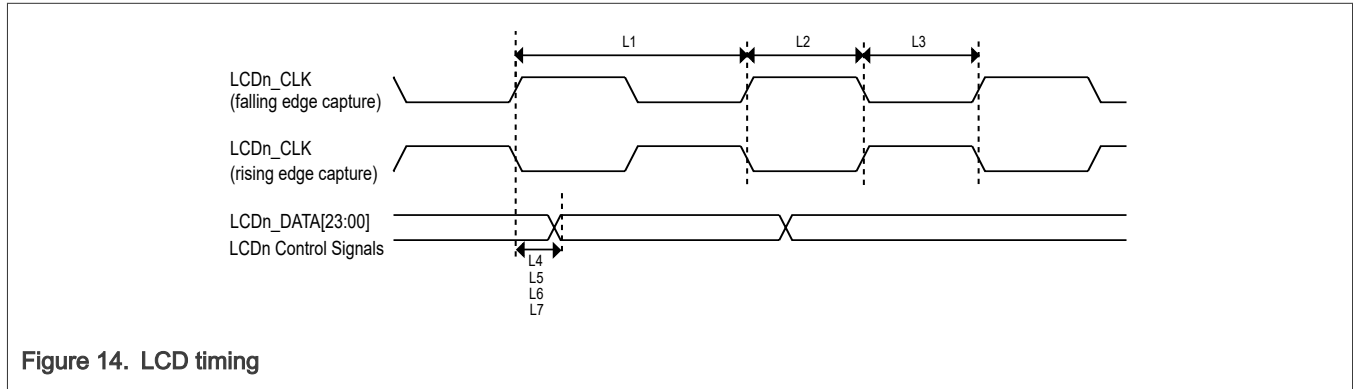 L1 L2 L3
LCDn_CLK
(falling edge capture)
LCDn_CLK
(rising edge capture)
LCDn_DATA[23:00]
LCDn Control Signals
L4
L5
L6
L7
Figure 14. LCD timing